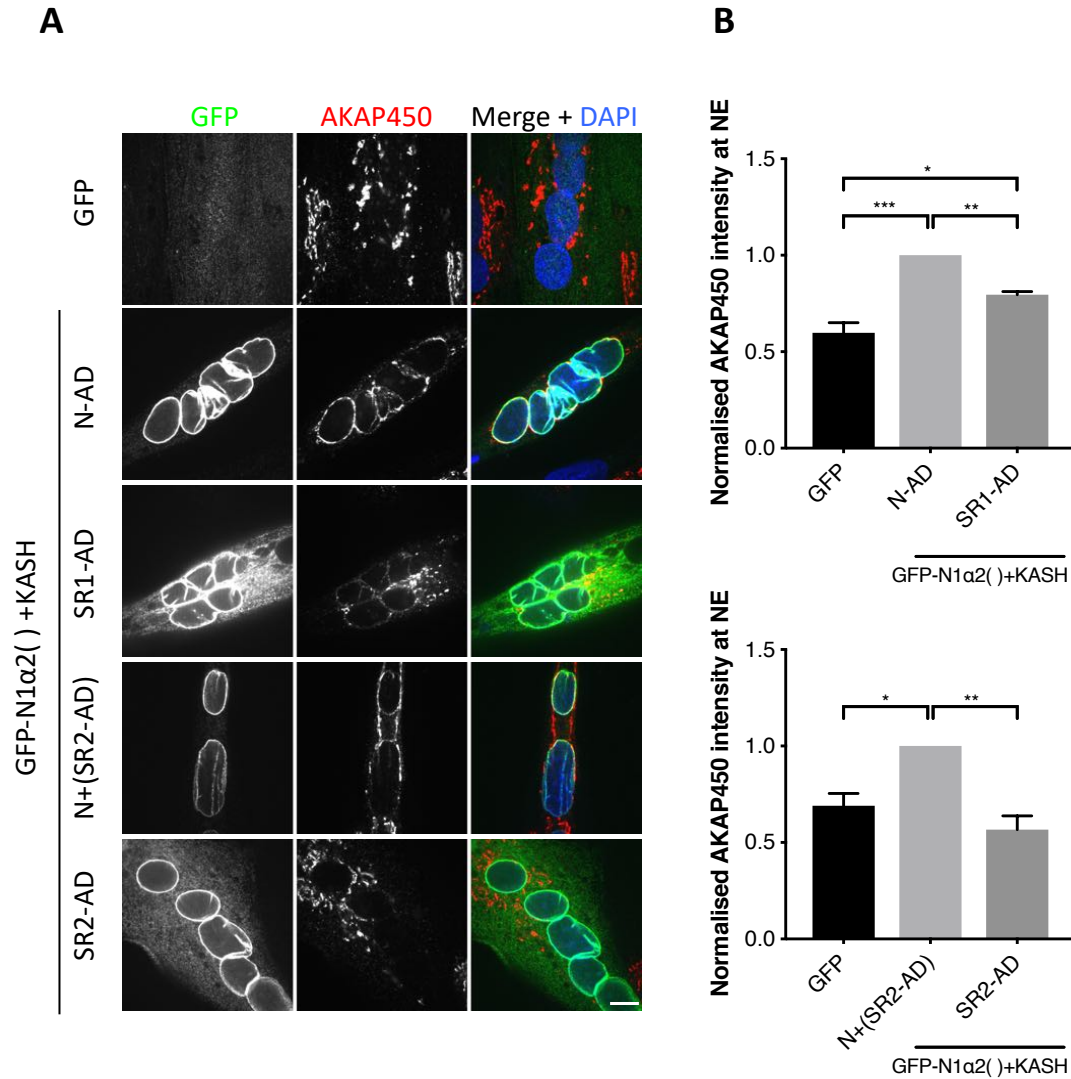 A
GFP AKAP450 Merge + DAPI
GFP
GFP-N1α2( ) +KASH
N-AD
SR1-AD
N+(SR2-AD)
SR2-AD
B
Normalised AKAP450 intensity at NE
1.5
1.0
0.5
0.0
*
*** **
GFP N-AD SR1-AD
GFP-N1α2( )+KASH
Normalised AKAP450 intensity at NE
1.5
1.0
0.5
0.0
* **
GFP N+(SR2-AD) SR2-AD
GFP-N1α2( )+KASH